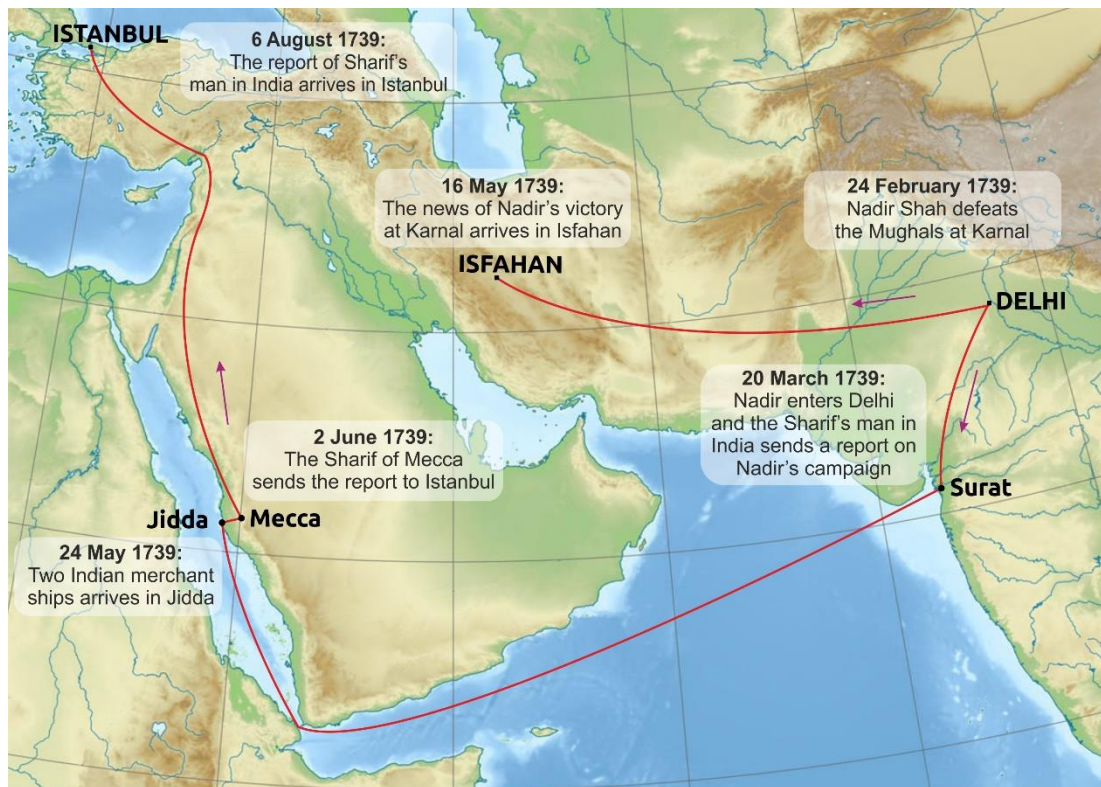 ISTANBUL
6 August 1739:
The report of Sharif's
man in India arrives in Istanbul
16 May 1739:
The news of Nadir's victory
at Karnal arrives in Isfahan
24 February 1739:
Nadir Shah defeats
the Mughals at Karnal
ISFAHAN
DELHI
20 March 1739:
Nadir enters Delhi
and the Sharif's man in
India sends a report on
Nadir's campaign
2 June 1739:
The Sharif of Mecca
sends the report to Istanbul
Surat
Jidda
Mecca
24 May 1739:
Two Indian merchant
ships arrives in Jidda